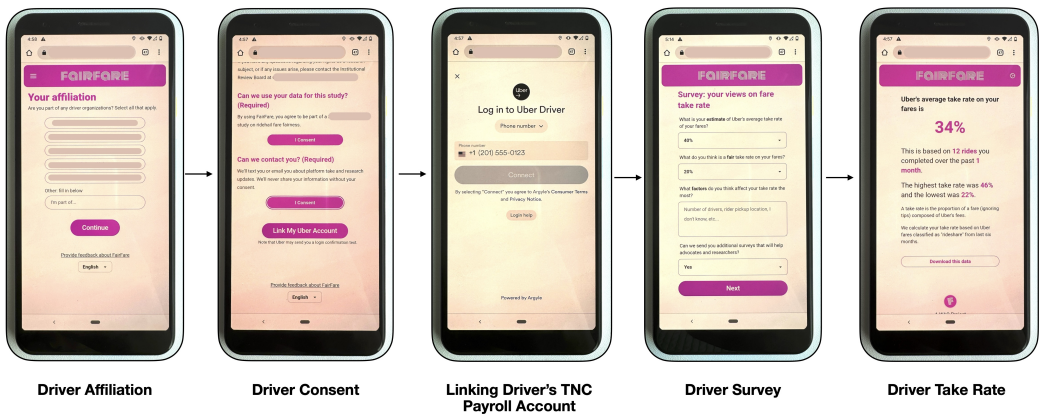 4:58
FAIRFARE
Your affiliation
Are you part of any driver organizations? Select all that apply.
Other: fill in below
I'm part of...
Continue
Provide feedback about FairFare
English
Driver Affiliation
4:57
subject, or if any issues arise, please contact the Institutional
Review Board at
Can we use your data for this study?
(Required)
By using FairFare, you agree to be part of a
study on rideshare fare fairness.
I Consent
Can we contact you? (Required)
We'll text you or email you about platform take and research
updates. We'll never share your information without your
consent.
I Consent
Link My Uber Account
Note that Uber may send you a login confirmation text.
Provide feedback about FairFare
English
Driver Consent
4:57
Uber
Log in to Uber Driver
Phone number
Phone number
+1 (201) 555-0123
Connect
By selecting "Connect" you agree to Argyle's Consumer Terms
and Privacy Notice.
Login help
Powered by Argyle
Linking Driver's TNC
Payroll Account
5:14
FAIRFARE
Survey: your views on fare
take rate
What is your estimate of Uber's average take rate
of your fares?
40%
What do you think is a fair take rate on your fares?
20%
What factors do you think affect your take rate the
most?
Number of drivers, rider pickup location, I
don't know, etc...
Can we send you additional surveys that will help
advocates and researchers?
Yes
Next
Driver Survey
4:57
FAIRFARE
Uber's average take rate on your
fares is
34%
This is based on 12 rides you
completed over the past 1
month.
The highest take rate was 46%
and the lowest was 22%.
A take rate is the proportion of a fare (ignoring
tips) composed of Uber's fees.
We calculate your take rate based on Uber
fares classified as "rideshare" from last six
months.
Download this data
Driver Take Rate